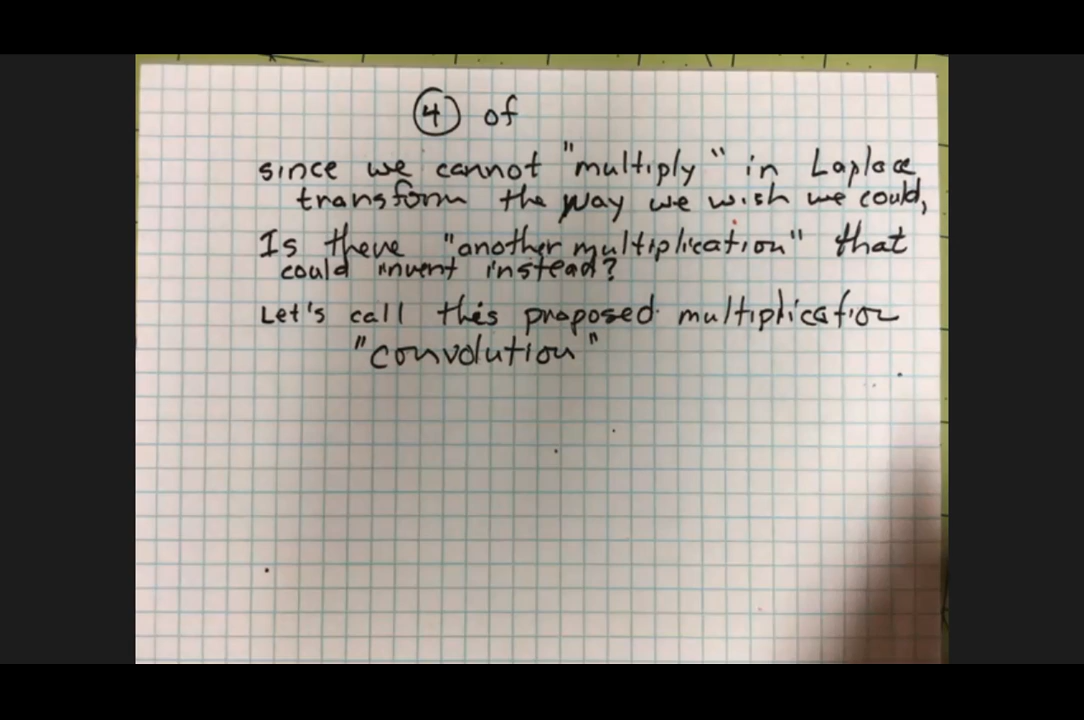 ④ of
since we cannot "multiply" in Laplace
transform the way we wish we could,
Is there "another multiplication" that
could invent instead?
Let's call this proposed multiplication
"convolution"